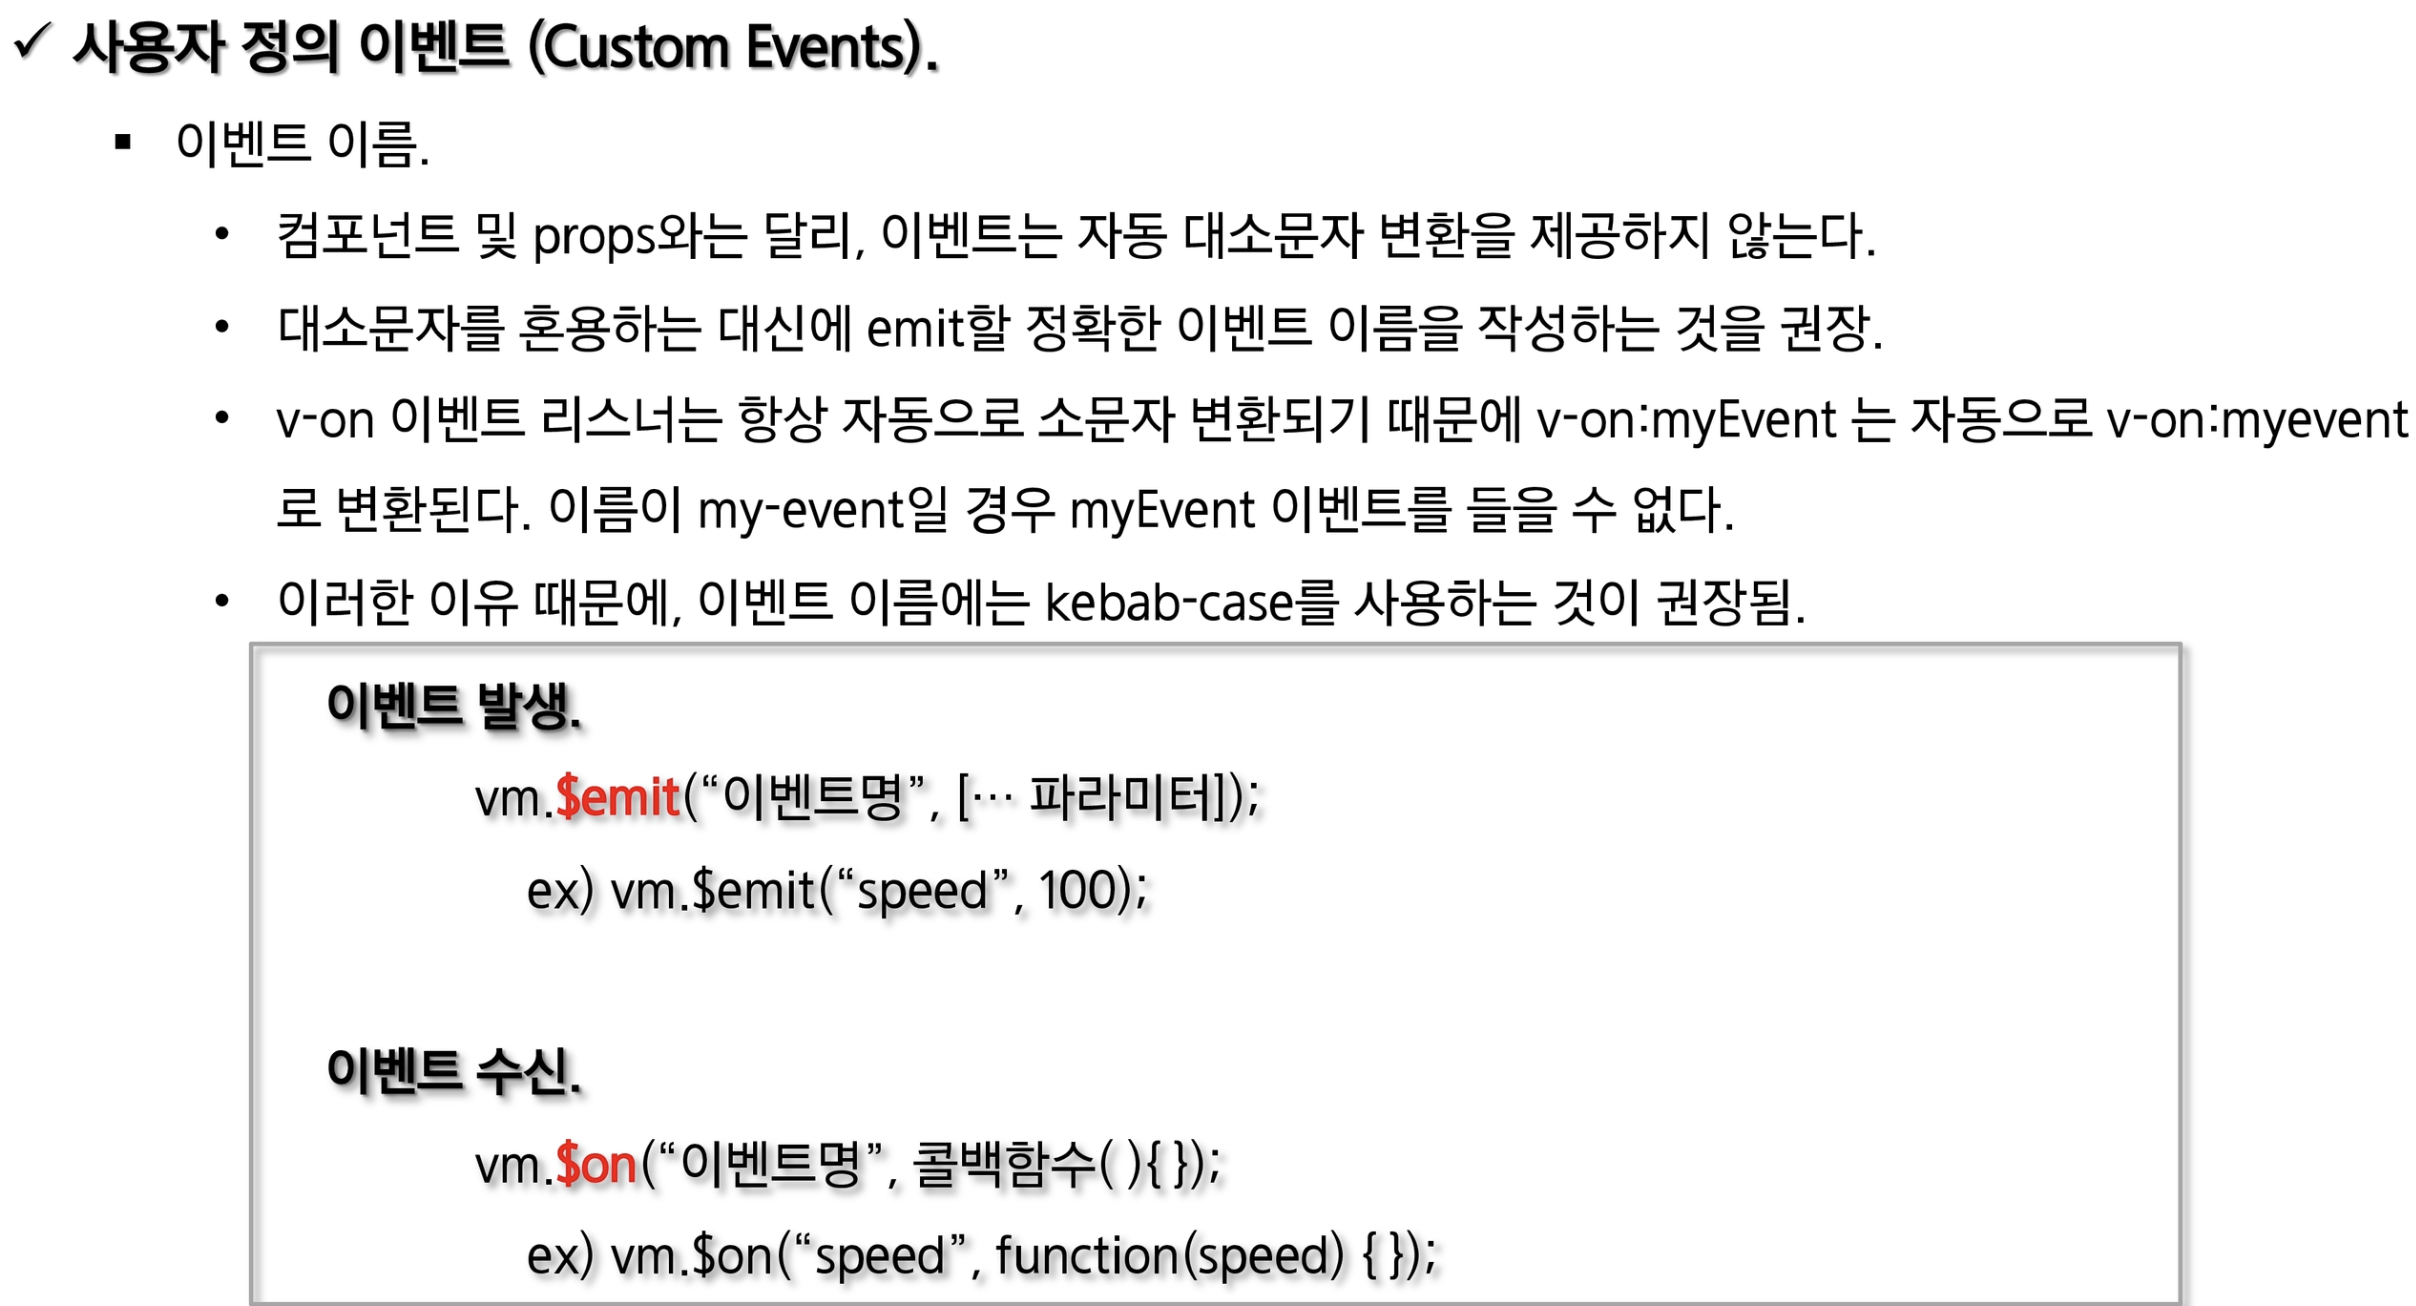 ✓ 사용자 정의 이벤트 (Custom Events).
▪ 이벤트 이름.
• 컴포넌트 및 props와는 달리, 이벤트는 자동 대소문자 변환을 제공하지 않는다.
• 대소문자를 혼용하는 대신에 emit할 정확한 이벤트 이름을 작성하는 것을 권장.
• v-on 이벤트 리스너는 항상 자동으로 소문자 변환되기 때문에 v-on:myEvent 는 자동으로 v-on:myevent
로 변환된다. 이름이 my-event일 경우 myEvent 이벤트를 들을 수 없다.
• 이러한 이유 때문에, 이벤트 이름에는 kebab-case를 사용하는 것이 권장됨.
이벤트 발생.
vm.$emit(“이벤트명”, [… 파라미터]);
ex) vm.$emit(“speed”, 100);
이벤트 수신.
vm.$on(“이벤트명”, 콜백함수( ){ });
ex) vm.$on(“speed”, function(speed) { });